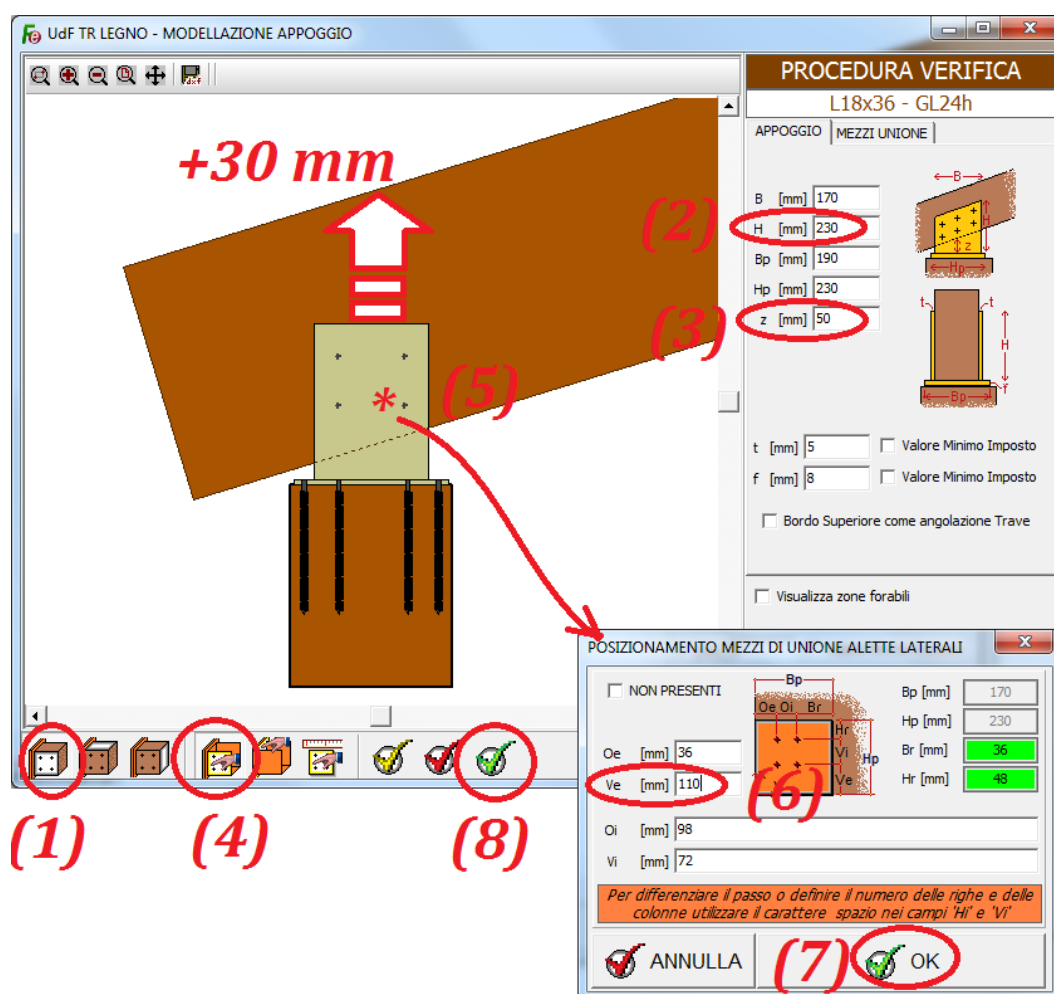 Fe UdF TR LEGNO - MODELLAZIONE APPOGGIO
dxf
PROCEDURA VERIFICA
L18x36 - GL24h
APPOGGIO MEZZI UNIONE
+30 mm
B [mm] 170
(2) H [mm] 230
Bp [mm] 190
Hp [mm] 230
(3) z [mm] 50
B
H
z
Hp
t t
H
f
Bp
* (5)
t [mm] 5 Valore Minimo Imposto
f [mm] 8 Valore Minimo Imposto
Bordo Superiore come angolazione Trave
Visualizza zone forabili
(1)
(4)
(8)
POSIZIONAMENTO MEZZI DI UNIONE ALETTE LATERALI
NON PRESENTI
Bp
Oe Oi Br
Hr
Vi
Hp
Ve
Bp [mm] 170
Hp [mm] 230
Br [mm] 36
Hr [mm] 48
Oe [mm] 36
Ve [mm] 110
(6)
Oi [mm] 98
Vi [mm] 72
Per differenziare il passo o definire il numero delle righe e delle
colonne utilizzare il carattere spazio nei campi 'Hi' e 'Vi'
ANNULLA (7) OK